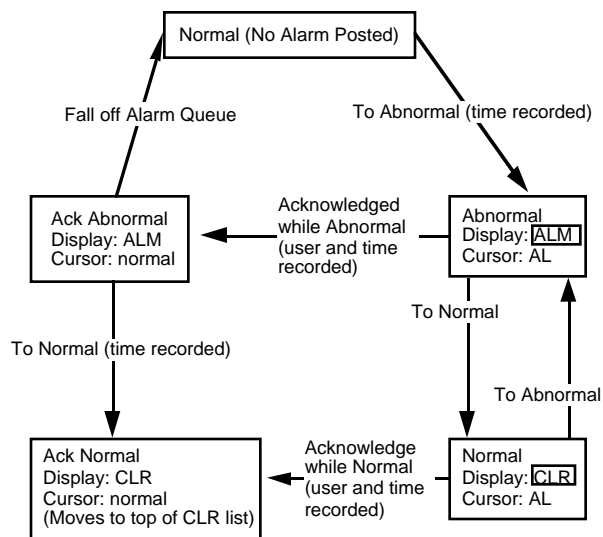 Normal (No Alarm Posted)
Fall off Alarm Queue
To Abnormal (time recorded)
Ack Abnormal
Display: ALM
Cursor: normal
Acknowledged
while Abnormal
(user and time
recorded)
Abnormal
Display: ALM
Cursor: AL
To Normal
To Normal (time recorded)
To Abnormal
Ack Normal
Display: CLR
Cursor: normal
(Moves to top of CLR list)
Acknowledge
while Normal
(user and time
recorded)
Normal
Display: CLR
Cursor: AL